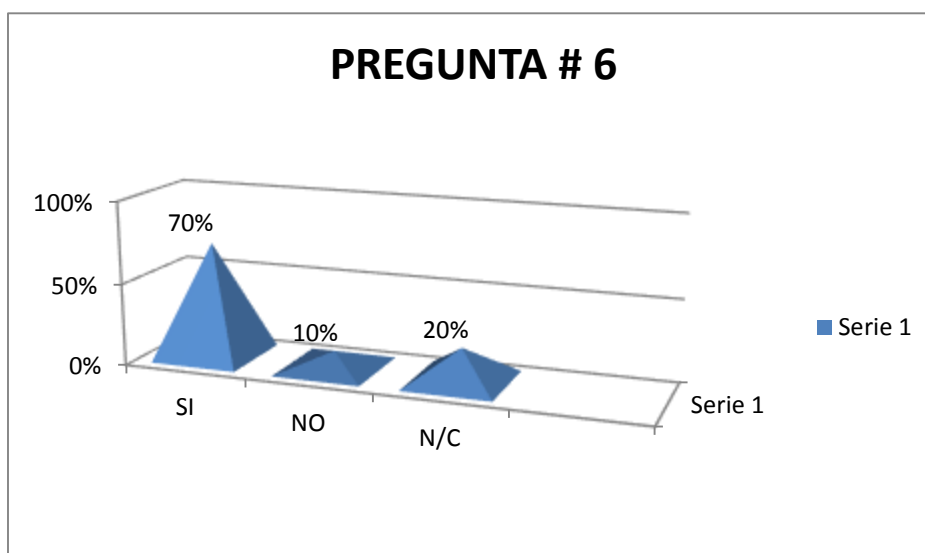 PREGUNTA # 6
100%
50%
0%
70%
10%
20%
SI
NO
N/C
Serie 1
Serie 1